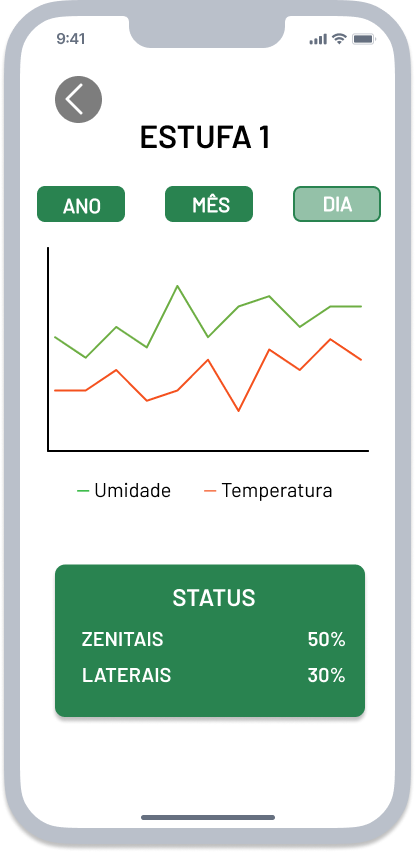 9:41
ESTUFA 1
ANO MÊS DIA
Umidade Temperatura
STATUS
ZENITAIS 50%
LATERAIS 30%